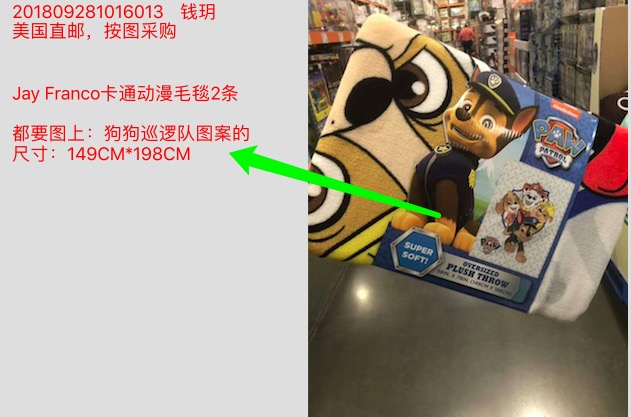 201809281016013 钱玥
美国直邮，按图采购
Jay Franco卡通动漫毛毯2条
都要图上：狗狗巡逻队图案的
尺寸：149CM*198CM
PAW
PATROL
SUPER
SOFT!
OVERSIZED
PLUSH THROW